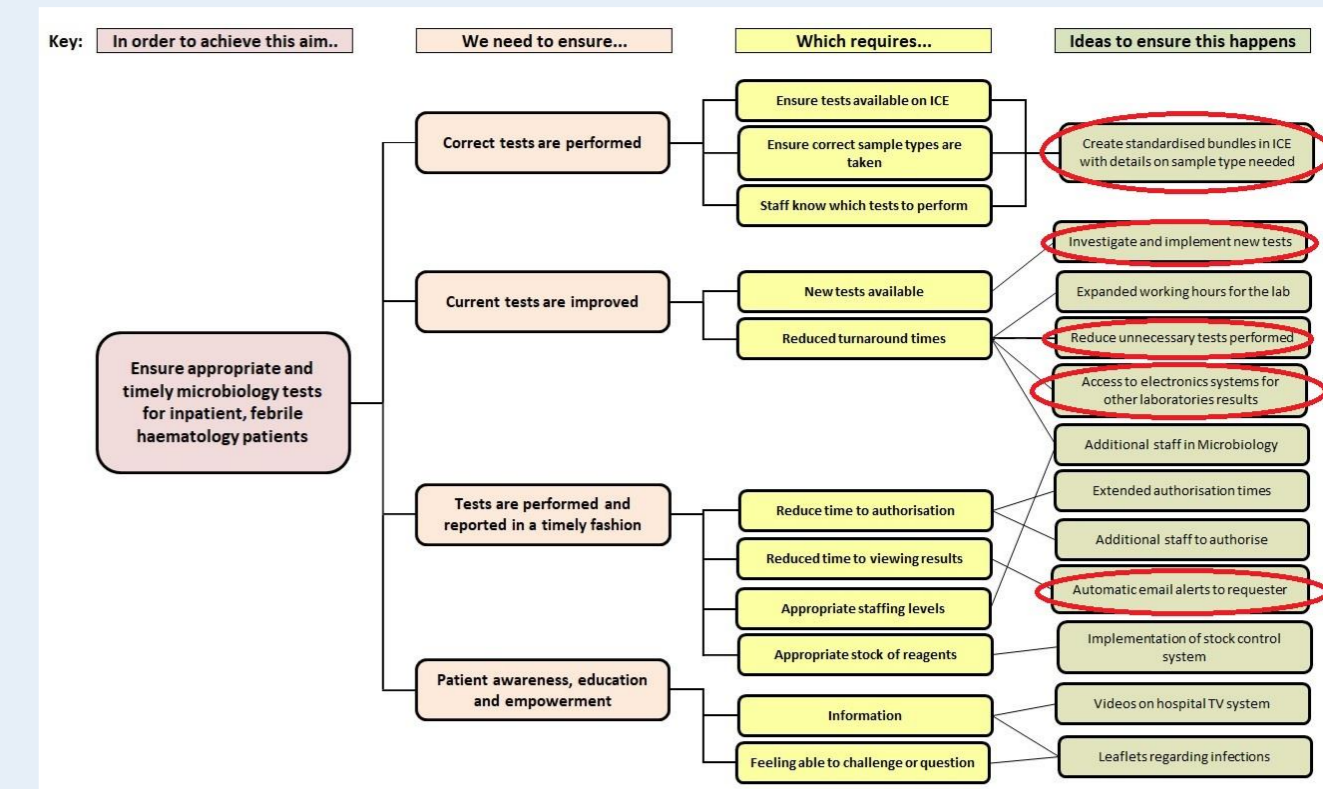 Key:
In order to achieve this aim..
We need to ensure...
Which requires...
Ideas to ensure this happens
Ensure appropriate and
timely microbiology tests
for inpatient, febrile
haematology patients
Correct tests are performed
Current tests are improved
Tests are performed and
reported in a timely fashion
Patient awareness, education
and empowerment
Ensure tests available on ICE
Ensure correct sample types are
taken
Staff know which tests to perform
New tests available
Reduced turnaround times
Reduce time to authorisation
Reduced time to viewing results
Appropriate staffing levels
Appropriate stock of reagents
Information
Feeling able to challenge or question
Create standardised bundles in ICE
with details on sample type needed
Investigate and implement new tests
Expanded working hours for the lab
Reduce unnecessary tests performed
Access to electronics systems for
other laboratories results
Additional staff in Microbiology
Extended authorisation times
Additional staff to authorise
Automatic email alerts to requester
Implementation of stock control
system
Videos on hospital TV system
Leaflets regarding infections